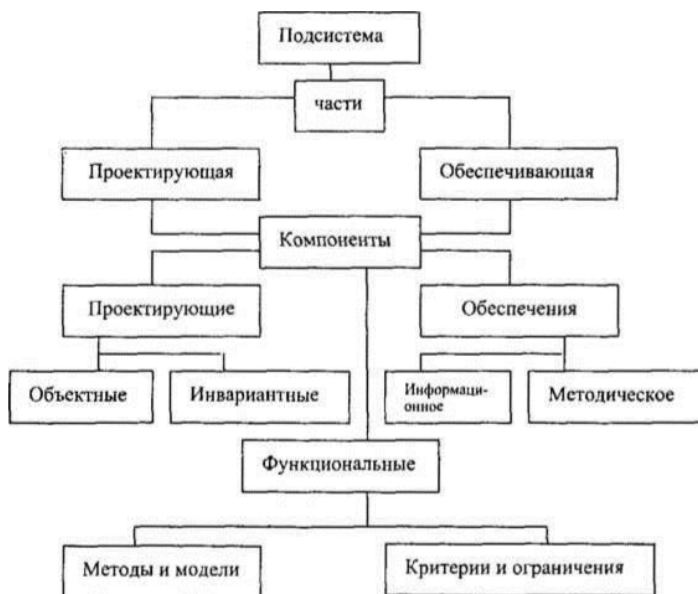 Подсистема
части
Проектирующая
Обеспечивающая
Компоненты
Проектирующие
Обеспечения
Объектные
Инвариантные
Информаци-
онное
Методическое
Функциональные
Методы и модели
Критерии и ограничения